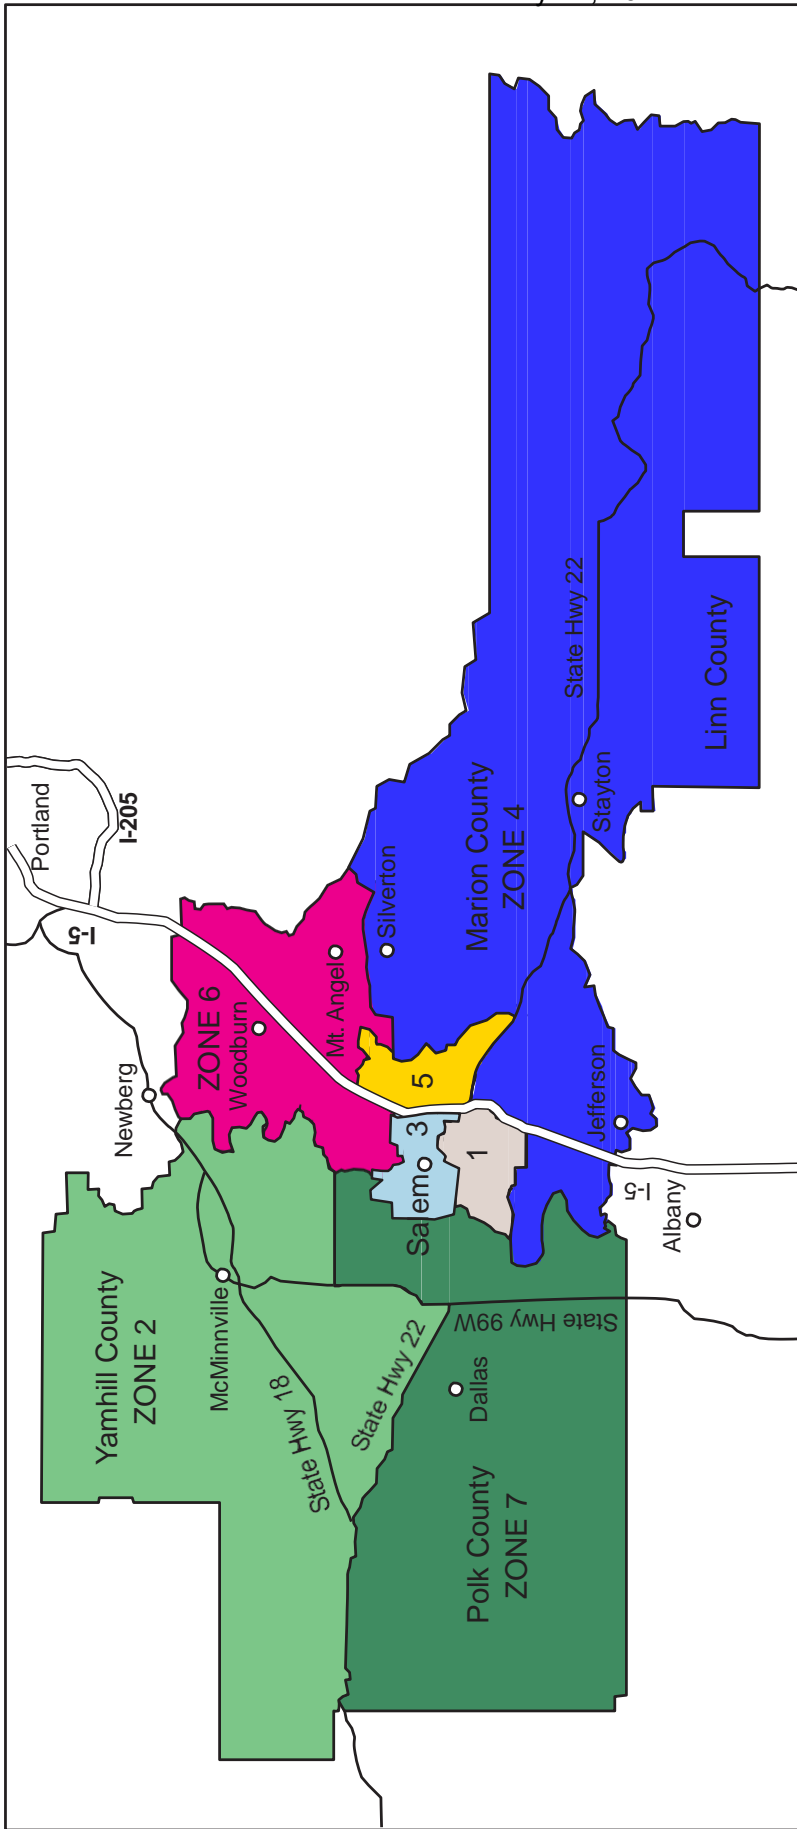 Portland
I-205
I-5
Newberg
ZONE 6
Woodburn
Mt. Angel
Silverton
Yamhill County
ZONE 2
McMinnville
State Hwy 18
State Hwy 22
5
3
Salem
1
Marion County
ZONE 4
State Hwy 22
Stayton
Linn County
Jefferson
I-5
Albany
State Hwy 99W
Dallas
Polk County
ZONE 7